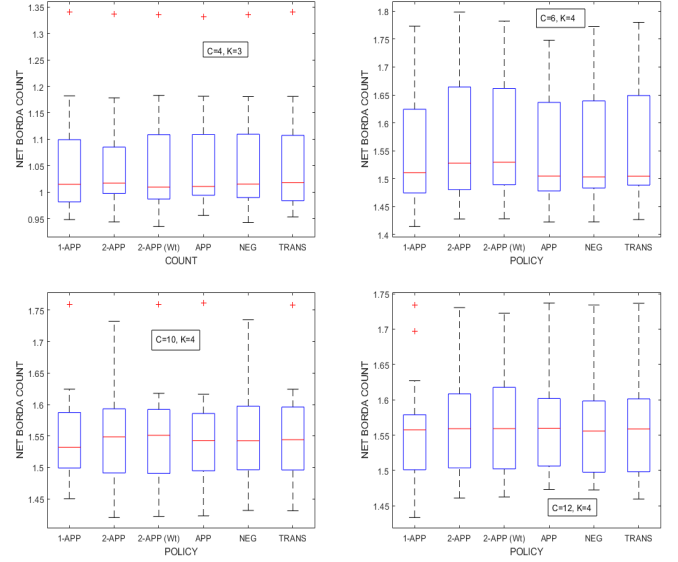 1.35
1.3
1.25
1.2
1.15
1.1
1.05
1
0.95
NET BORDA COUNT
C=4, K=3
1-APP 2-APP 2-APP (Wt) APP NEG TRANS
COUNT
1.8
1.75
1.7
1.65
1.6
1.55
1.5
1.45
1.4
NET BORDA COUNT
C=6, K=4
1-APP 2-APP 2-APP (Wt) APP NEG TRANS
POLICY
1.75
1.7
1.65
1.6
1.55
1.5
1.45
NET BORDA COUNT
C=10, K=4
1-APP 2-APP 2-APP (Wt) APP NEG TRANS
POLICY
1.75
1.7
1.65
1.6
1.55
1.5
1.45
NET BORDA COUNT
C=12, K=4
1-APP 2-APP 2-APP (Wt) APP NEG TRANS
POLICY